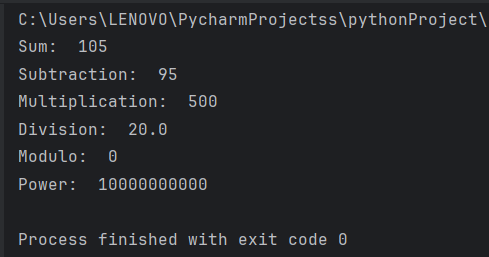 C:\Users\LENOVO\PycharmProjectss\pythonProject\
Sum:  105
Subtraction:  95
Multiplication:  500
Division:  20.0
Modulo:  0
Power:  10000000000
Process finished with exit code 0